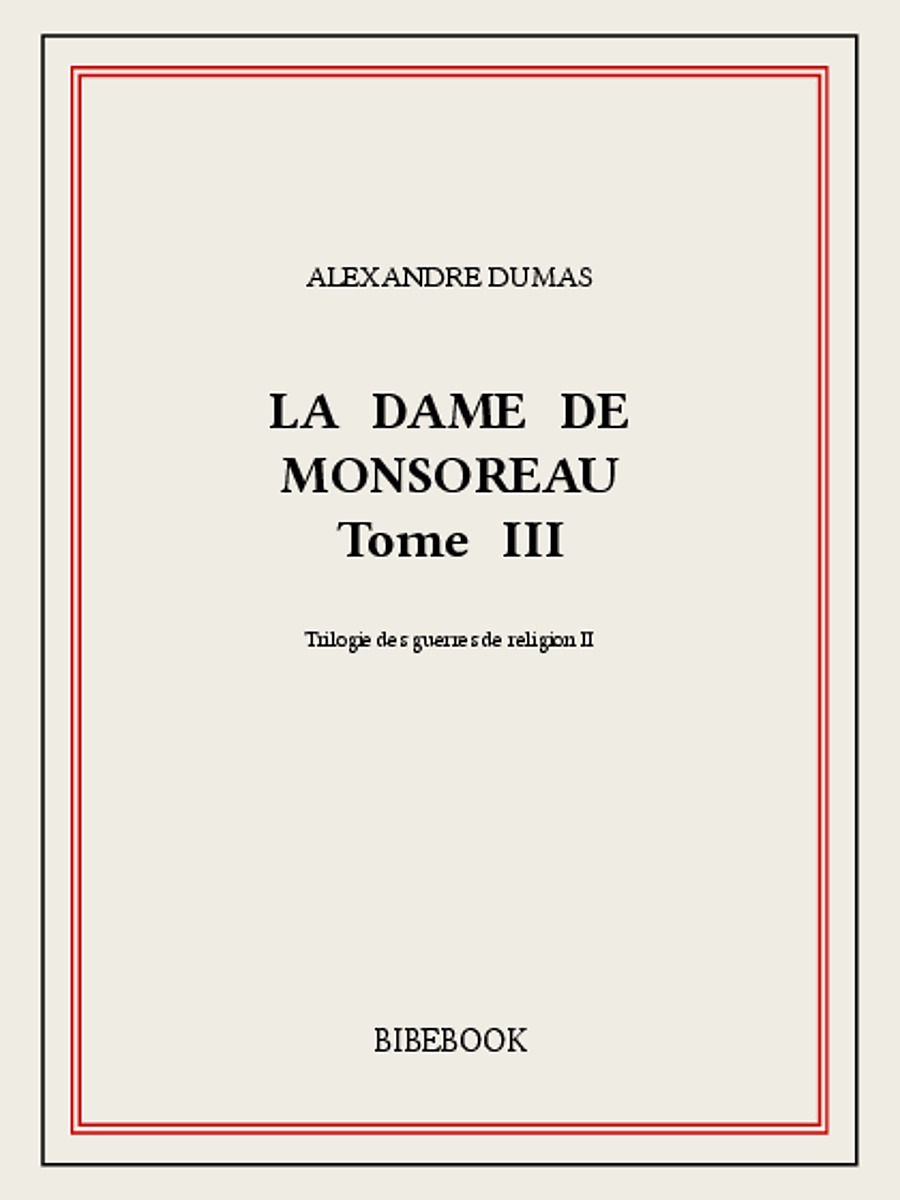 ALEXANDRE DUMAS
LA DAME DE
MONSOREAU
Tome III
Trilogie des guerres de religion II
BIBEBOOK